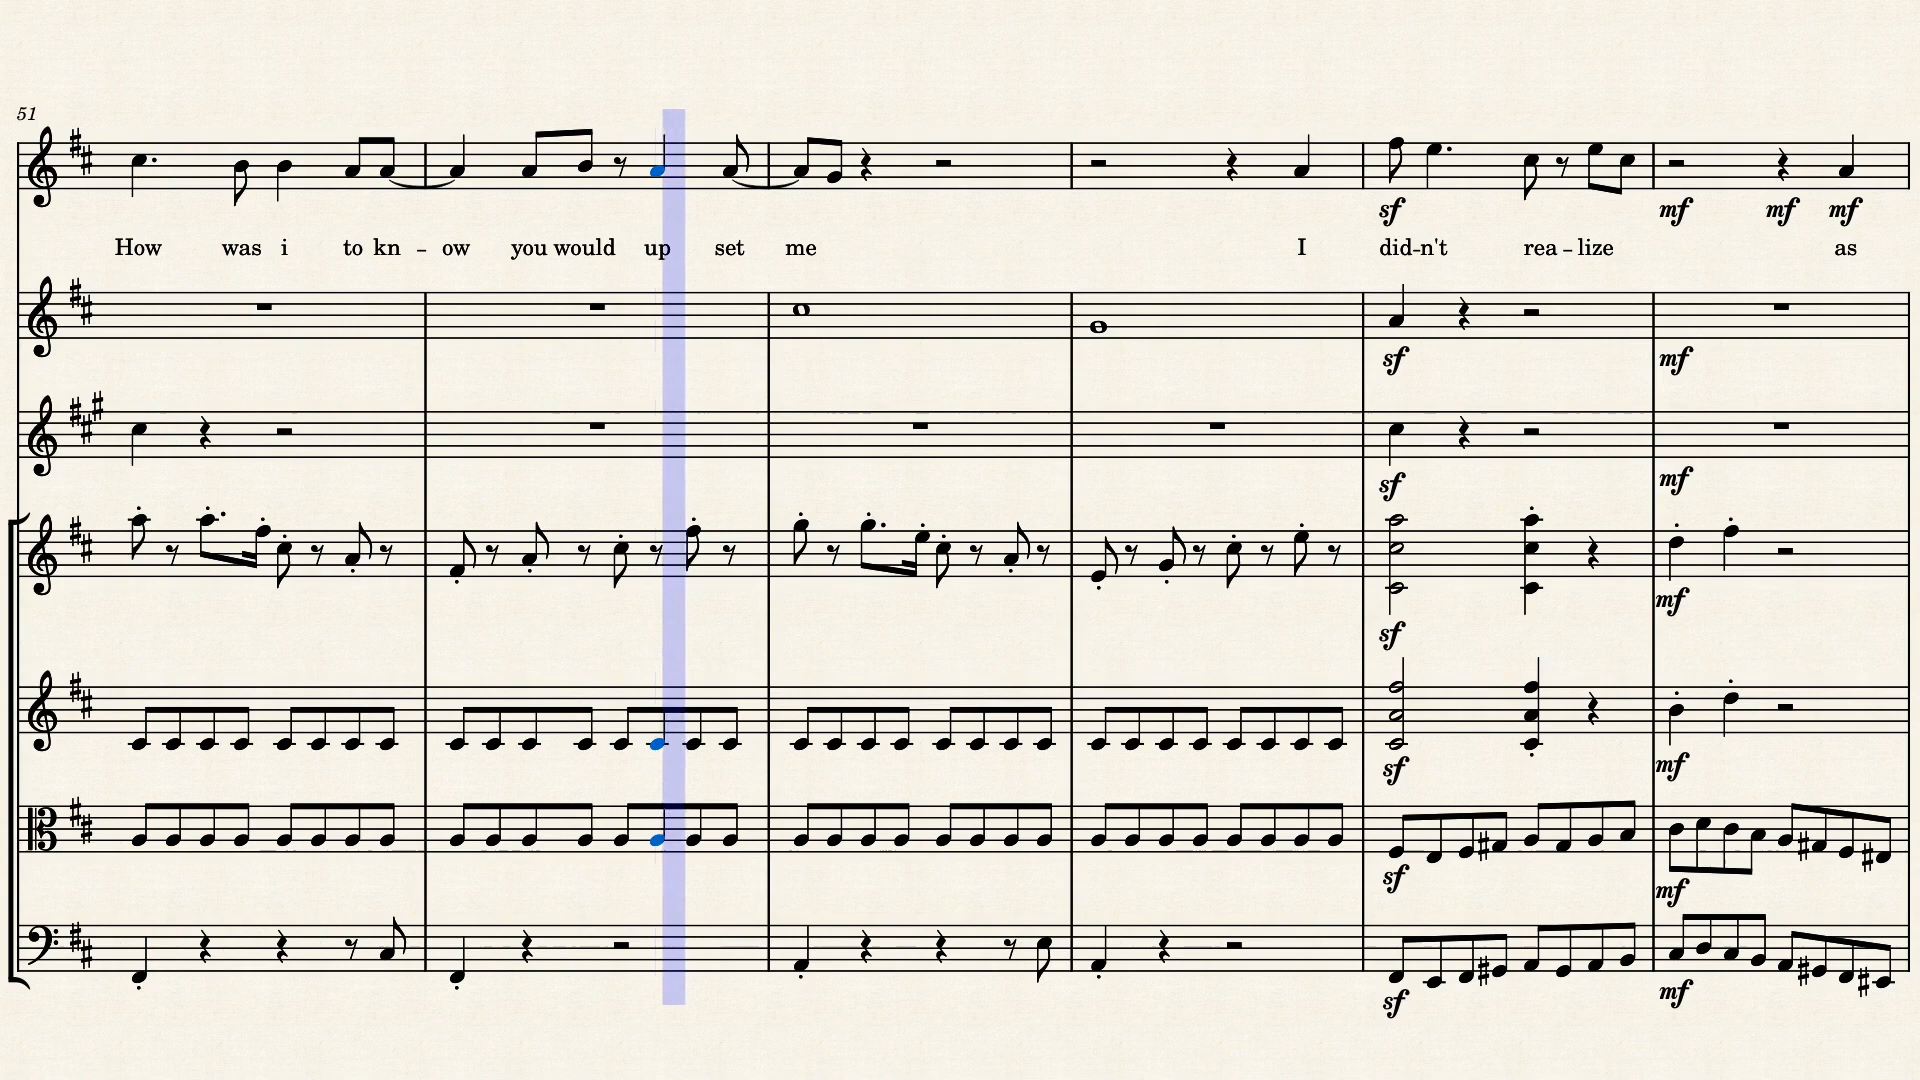 51
sf mf mf mf
How was i to kn - ow you would up set me I did-n't rea - lize as
sf mf
sf mf
mf
sf
sf mf
sf mf
sf mf